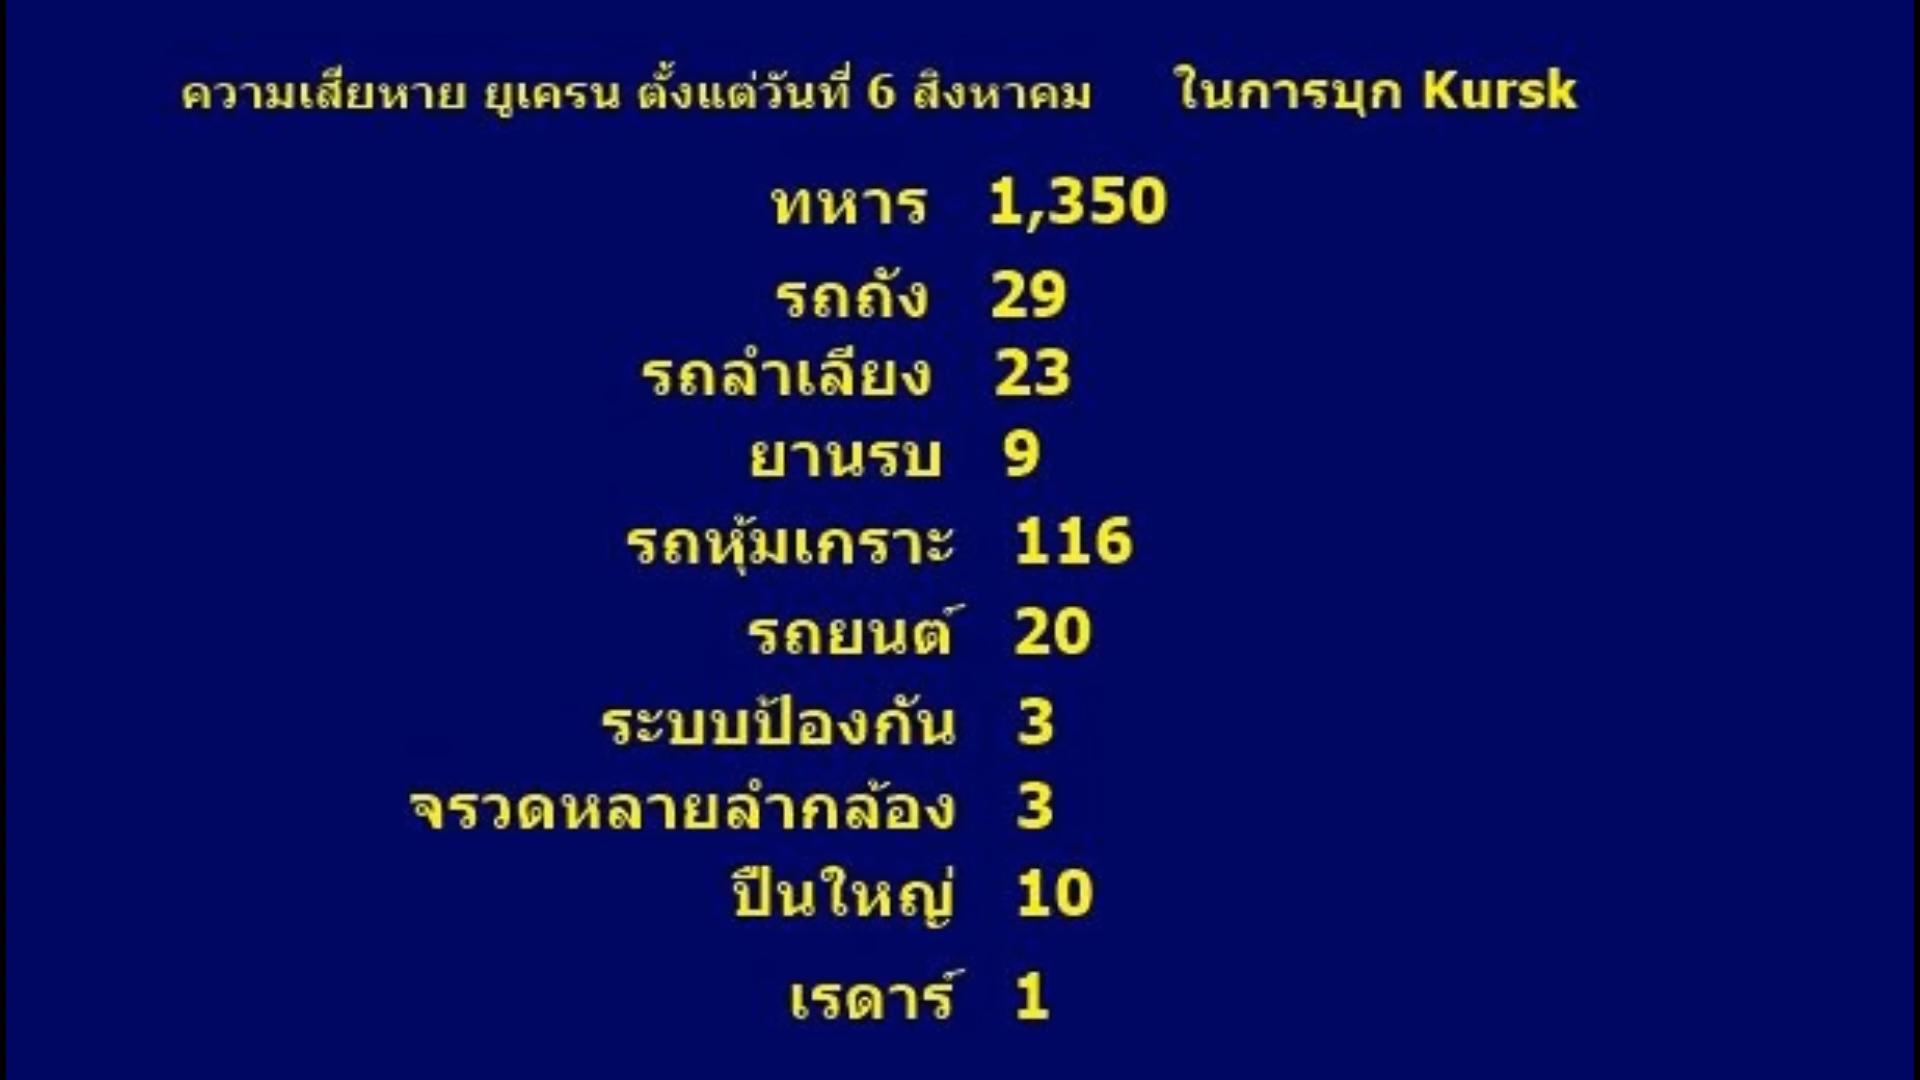 ความเสียหาย ยูเครน ตั้งแต่วันที่ 6 สิงหาคม ในการบุก Kursk
ทหาร 1,350
รถถัง 29
รถลำเลียง 23
ยานรบ 9
รถหุ้มเกราะ 116
รถยนต์ 20
ระบบป้องกัน 3
จรวดหลายลำกล้อง 3
ปืนใหญ่ 10
เรดาร์ 1